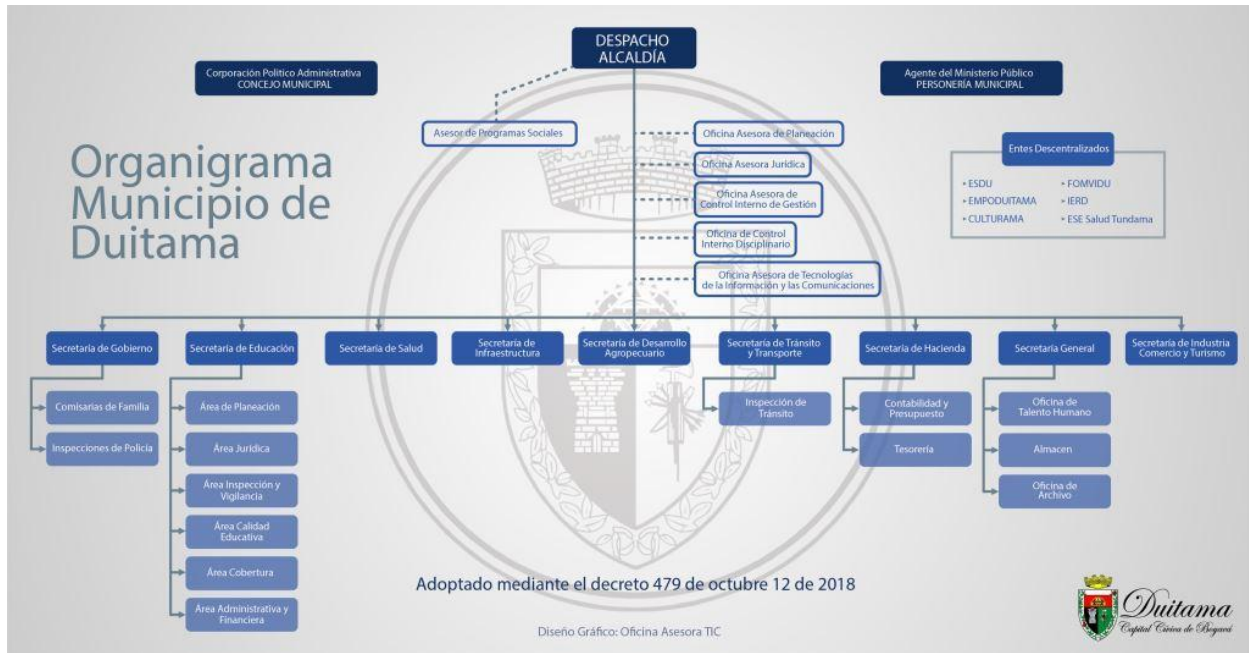 DESPACHO
ALCALDÍA
Corporación Político Administrativa
CONCEJO MUNICIPAL
Agente del Ministerio Público
PERSONERÍA MUNICIPAL
Organigrama
Municipio de
Duitama
Asesor de Programas Sociales
Oficina Asesora de Planeación
Oficina Asesora Jurídica
Oficina Asesora de
Control Interno de Gestión
Oficina de Control
Interno Disciplinario
Oficina Asesora de Tecnologías
de la Información y las Comunicaciones
Entes Descentralizados
ESDU
EMPODUITAMA
CULTURAMA
FOMVIDU
IERD
ESE Salud Tundama
Secretaría de Gobierno
Comisarias de Familia
Inspecciones de Policía
Secretaría de Educación
Área de Planeación
Área Jurídica
Área Inspección y
Vigilancia
Área Calidad
Educativa
Área Cobertura
Área Administrativa y
Financiera
Secretaría de Salud
Secretaría de
Infraestructura
Secretaría de Desarrollo
Agropecuario
Secretaría de Tránsito
y Transporte
Inspección de
Tránsito
Secretaría de Hacienda
Contabilidad y
Presupuesto
Tesorería
Secretaría General
Oficina de
Talento Humano
Almacen
Oficina de
Archivo
Secretaría de Industria
Comercio y Turismo
Adoptado mediante el decreto 479 de octubre 12 de 2018
Diseño Gráfico: Oficina Asesora TIC
Duitama
Capital Cívica de Boyacá